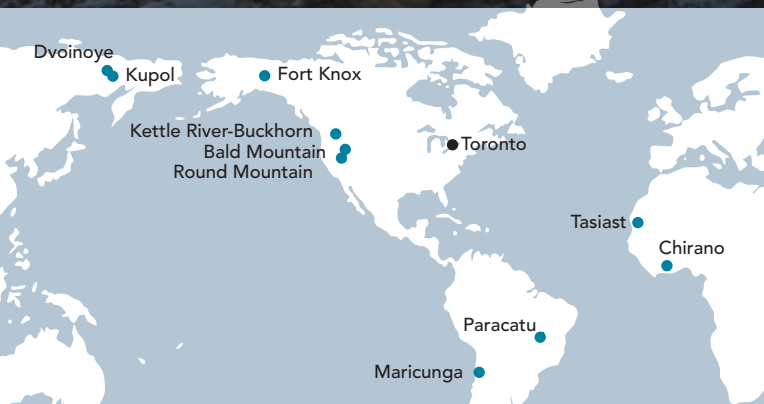 Dvoinoye
Kupol
Fort Knox
Kettle River-Buckhorn
Bald Mountain
Toronto
Round Mountain
Tasiast
Chirano
Paracatu
Maricunga